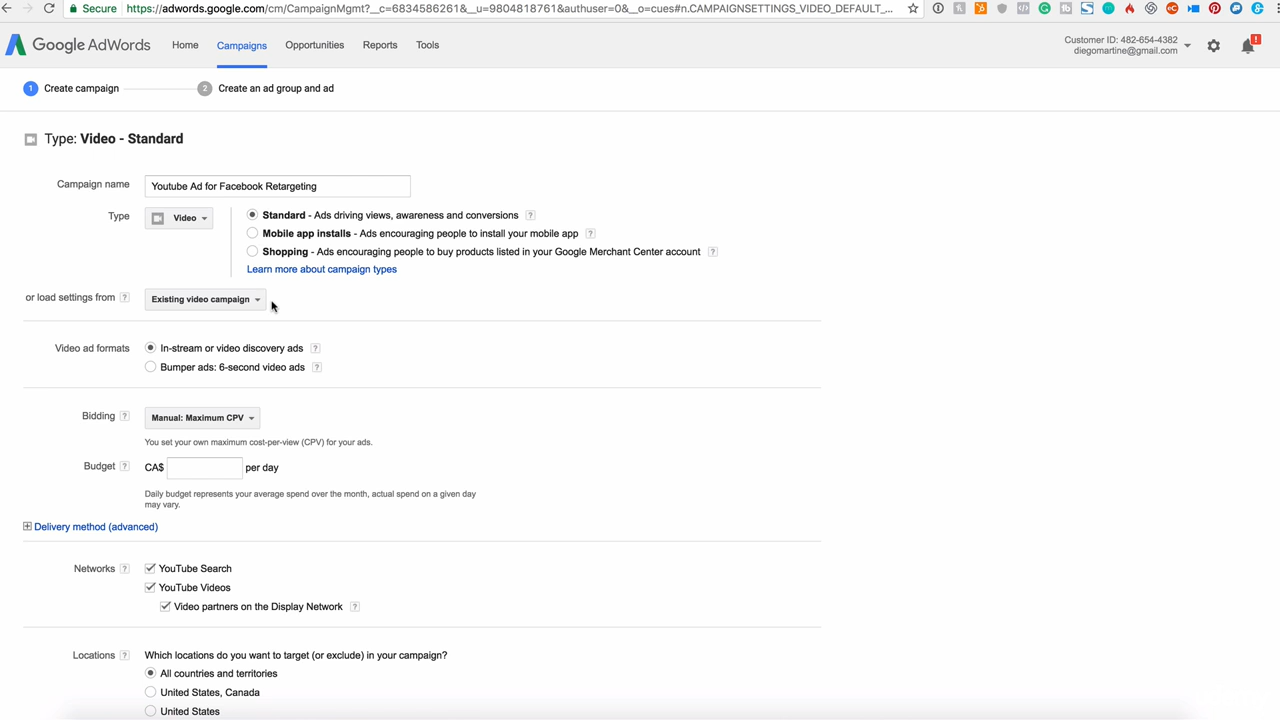 Secure https://adwords.google.com/cm/CampaignMgmt?__c=6834586261&__u=9804818761&authuser=0&__o=cues#n.CAMPAIGNSETTINGS_VIDEO_DEFAULT_...
Google AdWords Home Campaigns Opportunities Reports Tools
Customer ID: 482-654-4382
diegomartine@gmail.com
1 Create campaign 2 Create an ad group and ad
Type: Video - Standard
Campaign name Youtube Ad for Facebook Retargeting
Type Video Standard - Ads driving views, awareness and conversions ?
Mobile app installs - Ads encouraging people to install your mobile app ?
Shopping - Ads encouraging people to buy products listed in your Google Merchant Center account ?
Learn more about campaign types
or load settings from ? Existing video campaign
Video ad formats In-stream or video discovery ads ?
Bumper ads: 6-second video ads ?
Bidding ? Manual: Maximum CPV
You set your own maximum cost-per-view (CPV) for your ads.
Budget ? CA$ per day
Daily budget represents your average spend over the month, actual spend on a given day
may vary.
Delivery method (advanced)
Networks ? YouTube Search
YouTube Videos
Video partners on the Display Network ?
Locations ? Which locations do you want to target (or exclude) in your campaign?
All countries and territories
United States, Canada
United States